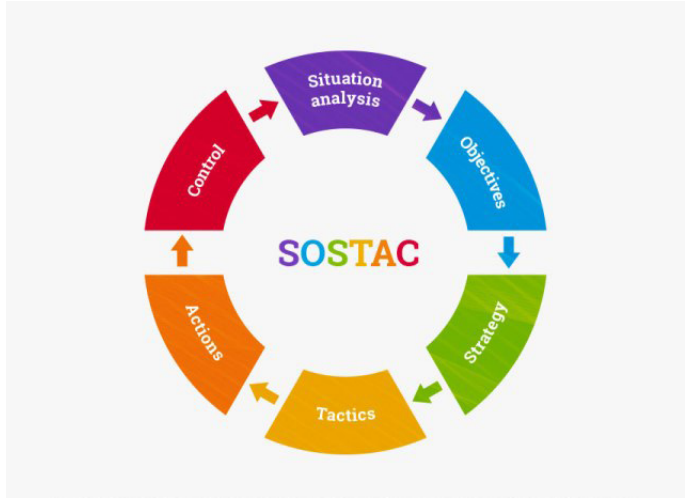 Situation
analysis
Objectives
Strategy
Tactics
Actions
Control
SOSTAC